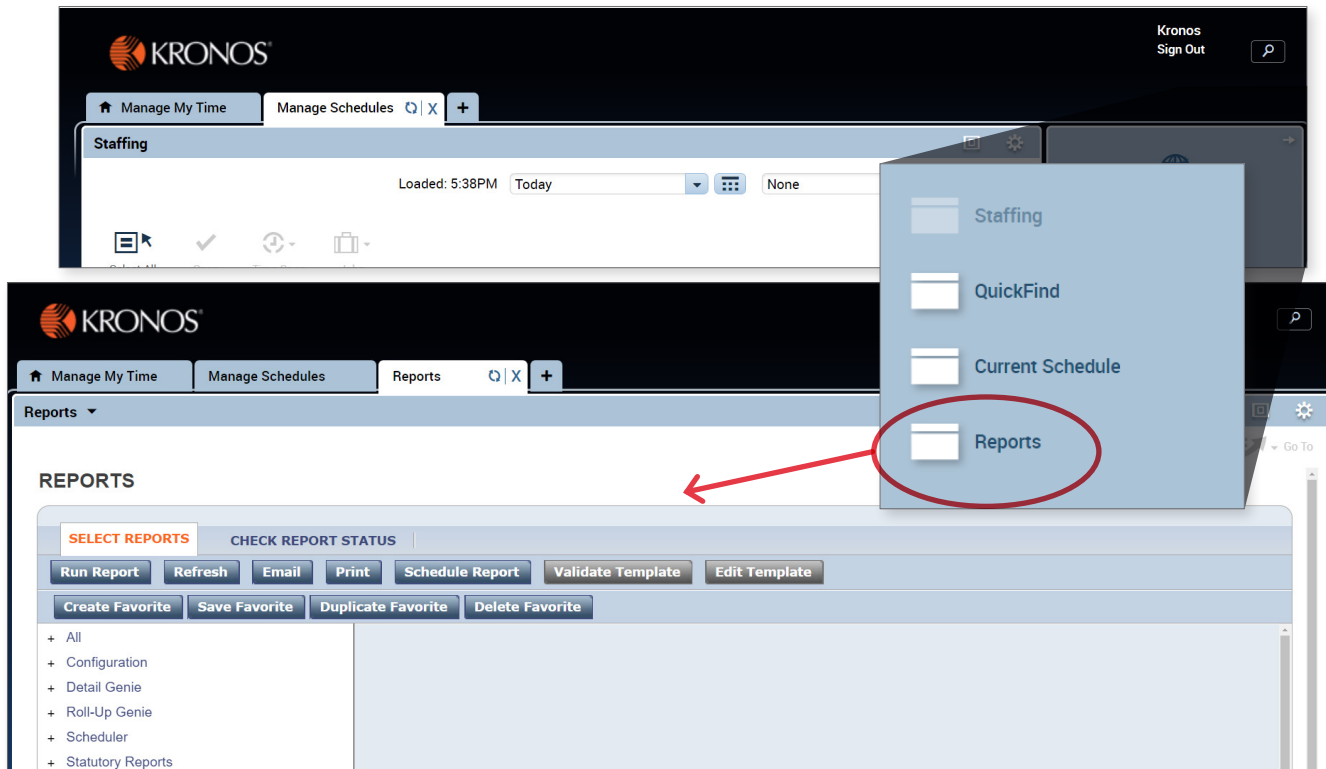 KRONOS®
Kronos
Sign Out
Manage My Time
Manage Schedules X +
Staffing
Loaded: 5:38PM Today None
Staffing
QuickFind
Current Schedule
Reports
KRONOS®
Manage My Time Manage Schedules Reports X +
Reports
Go To
REPORTS
SELECT REPORTS CHECK REPORT STATUS
Run Report Refresh Email Print Schedule Report Validate Template Edit Template
Create Favorite Save Favorite Duplicate Favorite Delete Favorite
+ All
+ Configuration
+ Detail Genie
+ Roll-Up Genie
+ Scheduler
+ Statutory Reports